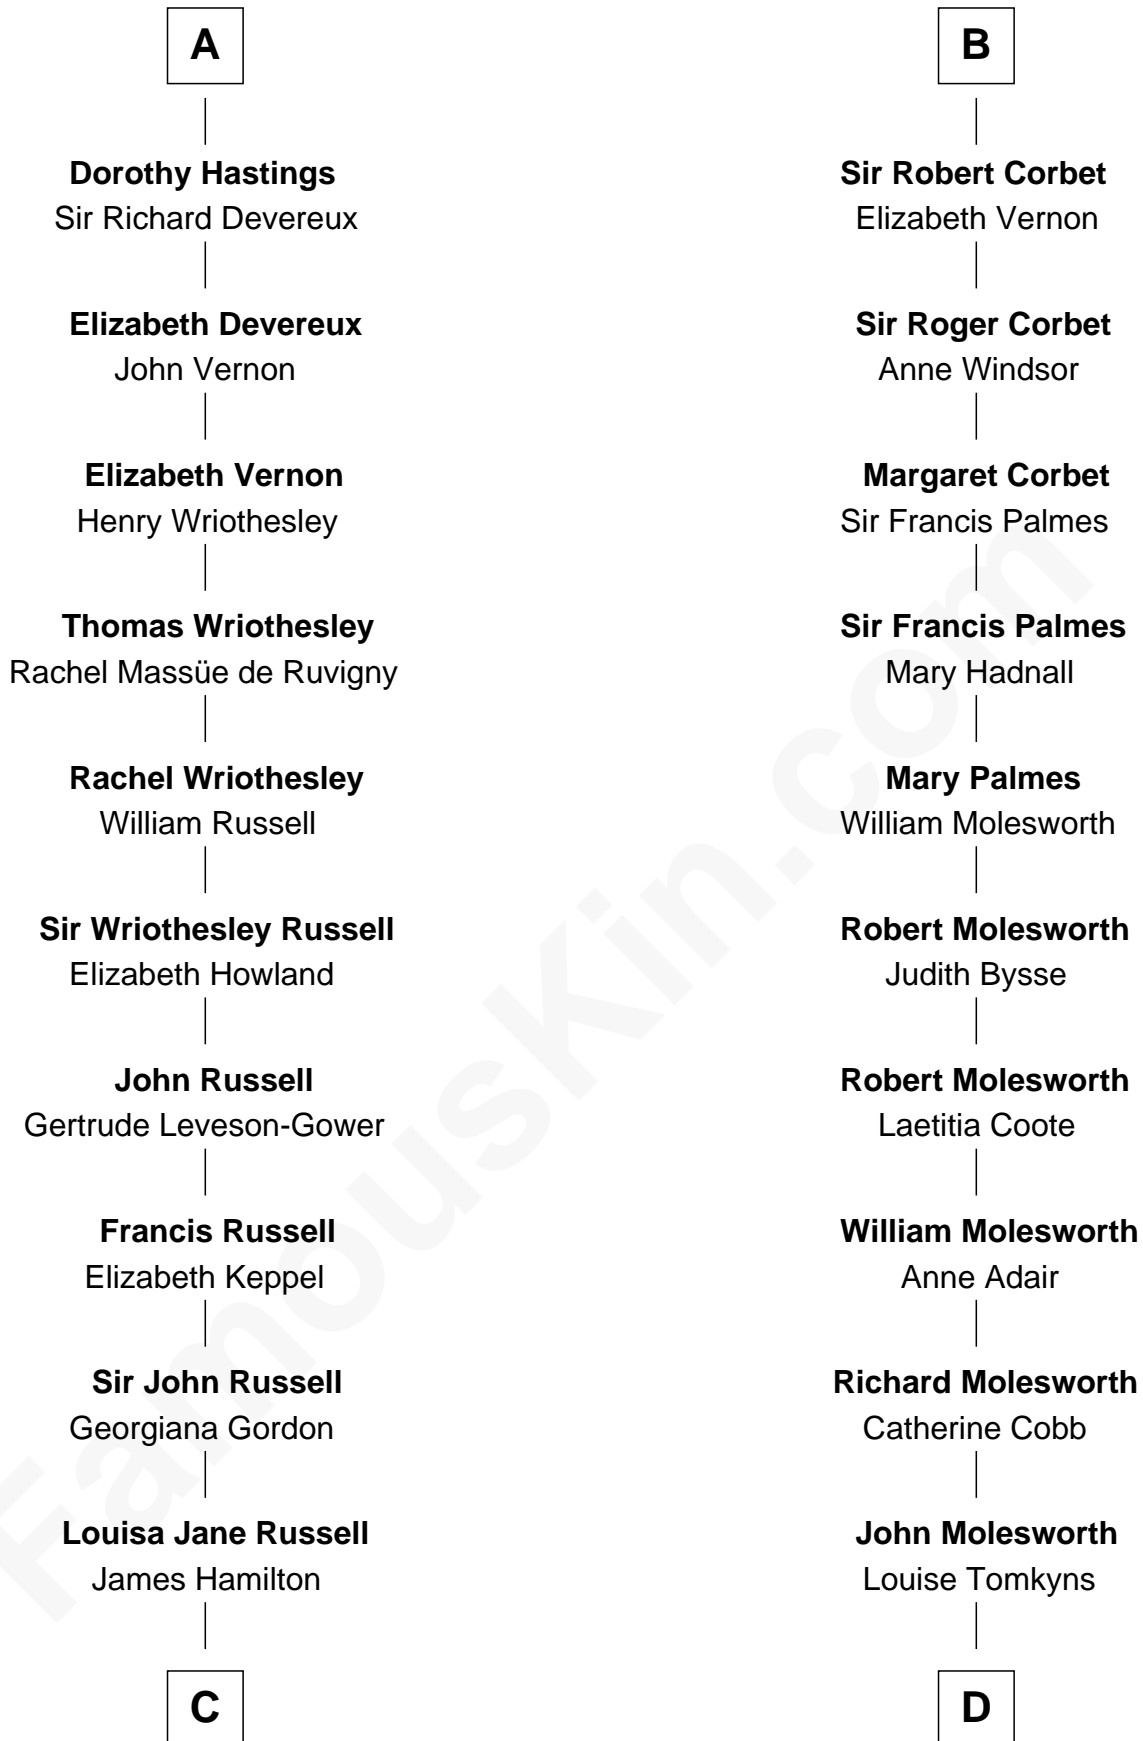 A
Dorothy Hastings
Sir Richard Devereux
Elizabeth Devereux
John Vernon
Elizabeth Vernon
Henry Wriothesley
Thomas Wriothesley
Rachel Massüe de Ruvigny
Rachel Wriothesley
William Russell
Sir Wriothesley Russell
Elizabeth Howland
John Russell
Gertrude Leveson-Gower
Francis Russell
Elizabeth Keppel
Sir John Russell
Georgiana Gordon
Louisa Jane Russell
James Hamilton
C
B
Sir Robert Corbet
Elizabeth Vernon
Sir Roger Corbet
Anne Windsor
Margaret Corbet
Sir Francis Palmes
Sir Francis Palmes
Mary Hadnall
Mary Palmes
William Molesworth
Robert Molesworth
Judith Bysse
Robert Molesworth
Laetitia Coote
William Molesworth
Anne Adair
Richard Molesworth
Catherine Cobb
John Molesworth
Louise Tomkyns
D
FamousKin.com